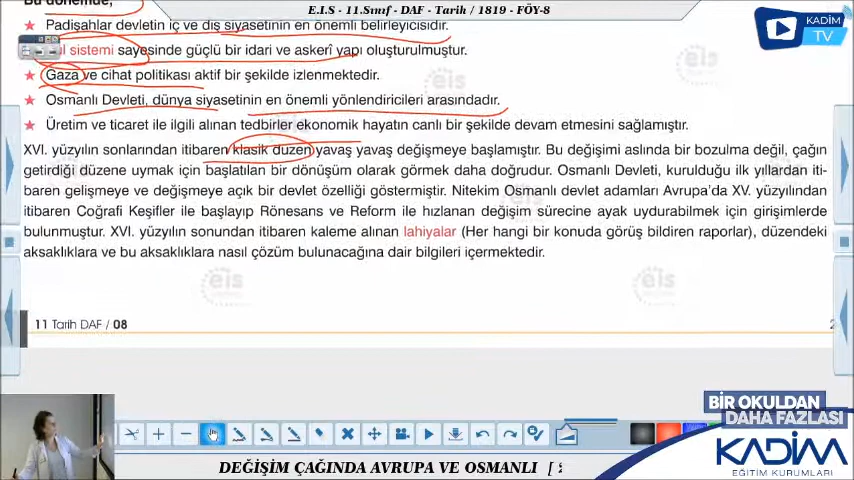 E.I.S - 11.Sınıf - DAF - Tarih / 1819 - FÖY-8
Bu dönemde,
★ Padişahlar devletin iç ve dış siyasetinin en önemli belirleyicisidir.
sistemi sayesinde güçlü bir idari ve askerî yapı oluşturulmuştur.
★ Gaza ve cihat politikası aktif bir şekilde izlenmektedir.
★ Osmanlı Devleti, dünya siyasetinin en önemli yönlendiricileri arasındadır.
★ Üretim ve ticaret ile ilgili alınan tedbirler ekonomik hayatın canlı bir şekilde devam etmesini sağlamıştır.
XVI. yüzyılın sonlarından itibaren klasik düzen yavaş yavaş değişmeye başlamıştır. Bu değişimi aslında bir bozulma değil, çağın
getirdiği düzene uymak için başlatılan bir dönüşüm olarak görmek daha doğrudur. Osmanlı Devleti, kurulduğu ilk yıllardan iti-
baren gelişmeye ve değişmeye açık bir devlet özelliği göstermiştir. Nitekim Osmanlı devlet adamları Avrupa'da XV. yüzyılından
itibaren Coğrafi Keşifler ile başlayıp Rönesans ve Reform ile hızlanan değişim sürecine ayak uydurabilmek için girişimlerde
bulunmuştur. XVI. yüzyılın sonundan itibaren kaleme alınan lahiyalar (Her hangi bir konuda görüş bildiren raporlar), düzendeki
aksaklıklara ve bu aksaklıklara nasıl çözüm bulunacağına dair bilgileri içermektedir.
11 Tarih DAF / 08
KADİM
TV
eis
BİR OKULDAN
DAHA FAZLASI
KADİM
EĞİTİM KURUMLARI
DEĞİŞİM ÇAĞINDA AVRUPA VE OSMANLI [